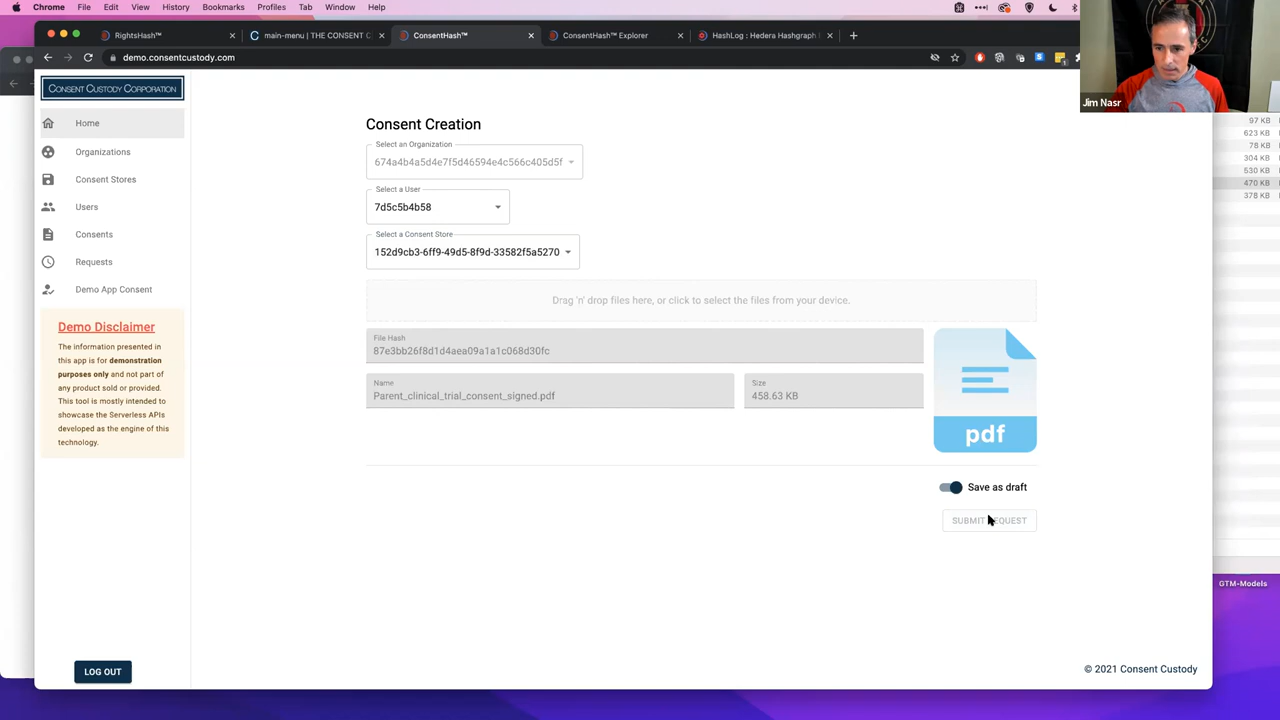 Chrome File Edit View History Bookmarks Profiles Tab Window Help
RightsHash™
main-menu | THE CONSENT C
ConsentHash™
ConsentHash™ Explorer
HashLog : Hedera Hashgraph
demo.consentcustody.com
Jim Nasr
CONSENT CUSTODY CORPORATION
Home
Organizations
Consent Stores
Users
Consents
Requests
Demo App Consent
Demo Disclaimer
The information presented
in this app is for demonstration
purposes only and not part of
any product sold or provided.
This tool is mostly intended to
showcase the Serverless APIs
developed as the engine of this
technology.
LOG OUT
Consent Creation
Select an Organization
674a4b4a5d4e7f5d46594e4c566c405d5f
Select a User
7d5c5b4b58
Select a Consent Store
152d9cb3-6ff9-49d5-8f9d-33582f5a5270
Drag 'n' drop files here, or click to select the files from your device.
File Hash
87e3bb26f8d1d4aea09a1a1c068d30fc
Name
Parent_clinical_trial_consent_signed.pdf
Size
458.63 KB
pdf
Save as draft
SUBMIT REQUEST
© 2021 Consent Custody
97 KB
623 KB
78 KB
304 KB
530 KB
470 KB
378 KB
GTM-Models